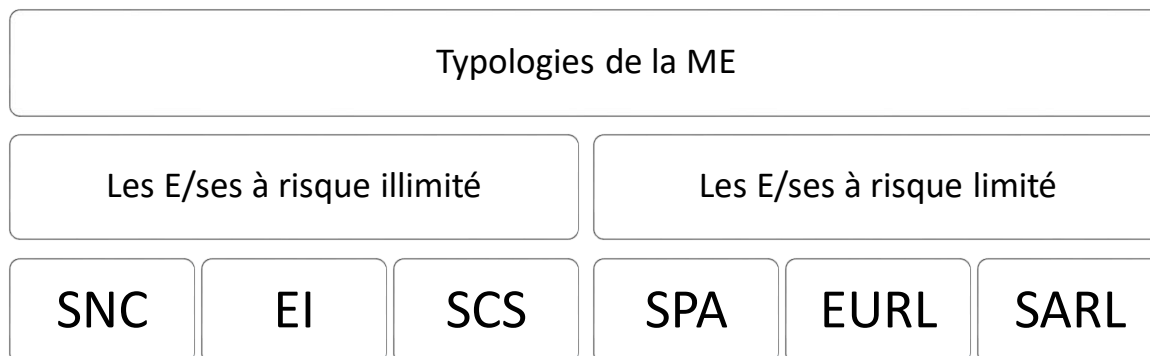 Typologies de la ME
Les E/ses à risque illimité
Les E/ses à risque limité
SNC
EI
SCS
SPA
EURL
SARL